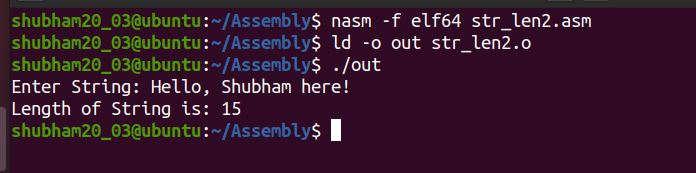 shubham20_03@ubuntu:~/Assembly$ nasm -f elf64 str_len2.asm
shubham20_03@ubuntu:~/Assembly$ ld -o out str_len2.o
shubham20_03@ubuntu:~/Assembly$ ./out
Enter String: Hello, Shubham here!
Length of String is: 15
shubham20_03@ubuntu:~/Assembly$